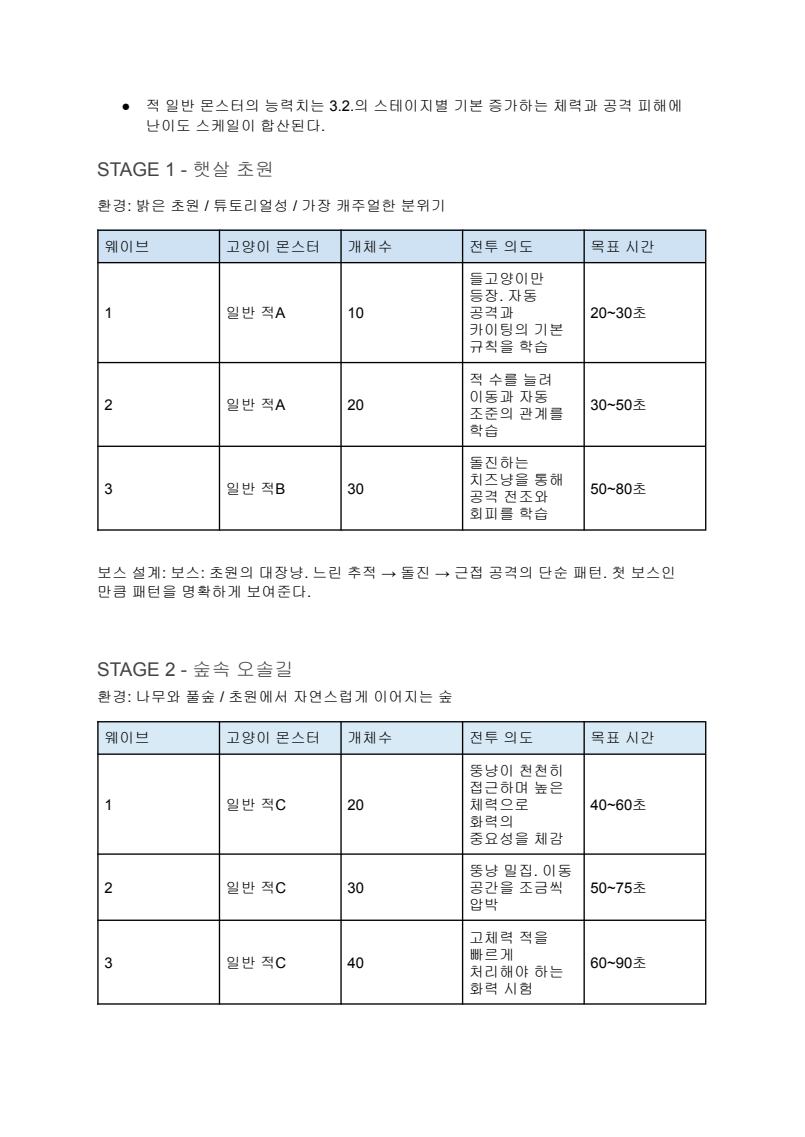 ● 적 일반 몬스터의 능력치는 3.2.의 스테이지별 기본 증가하는 체력과 공격 피해에
난이도 스케일이 합산된다.
STAGE 1 - 햇살 초원
환경: 밝은 초원 / 튜토리얼성 / 가장 캐주얼한 분위기
웨이브 고양이 몬스터 개체수 전투 의도 목표 시간
1 일반 적A 10
들고양이만
등장. 자동
공격과
카이팅의 기본
규칙을 학습
20~30초
2 일반 적A 20
적 수를 늘려
이동과 자동
조준의 관계를
학습
30~50초
3 일반 적B 30
돌진하는
치즈냥을 통해
공격 전조와
회피를 학습
50~80초
보스 설계: 보스: 초원의 대장냥. 느린 추적 → 돌진 → 근접 공격의 단순 패턴. 첫 보스인
만큼 패턴을 명확하게 보여준다.
STAGE 2 - 숲속 오솔길
환경: 나무와 풀숲 / 초원에서 자연스럽게 이어지는 숲
웨이브 고양이 몬스터 개체수 전투 의도 목표 시간
1 일반 적C 20
뚱냥이 천천히
접근하며 높은
체력으로
화력의
중요성을 체감
40~60초
2 일반 적C 30
뚱냥 밀집. 이동
공간을 조금씩
압박
50~75초
3 일반 적C 40
고체력 적을
빠르게
처리해야 하는
화력 시험
60~90초